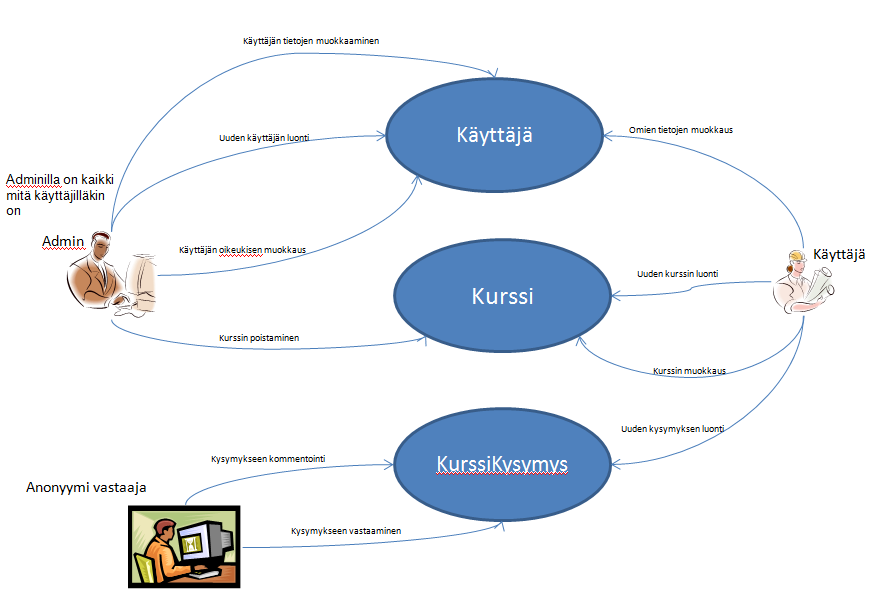 Käyttäjän tietojen muokkaaminen
Uuden käyttäjän luonti
Käyttäjä
Omien tietojen muokkaus
Adminilla on kaikki
mitä käyttäjilläkin
on
Admin
Käyttäjän oikeukisen muokkaus
Käyttäjä
Uuden kurssin luonti
Kurssi
Kurssin poistaminen
Kurssin muokkaus
Uuden kysymyksen luonti
Kysymykseen kommentointi
KurssiKysymys
Anonyymi vastaaja
Kysymykseen vastaaminen